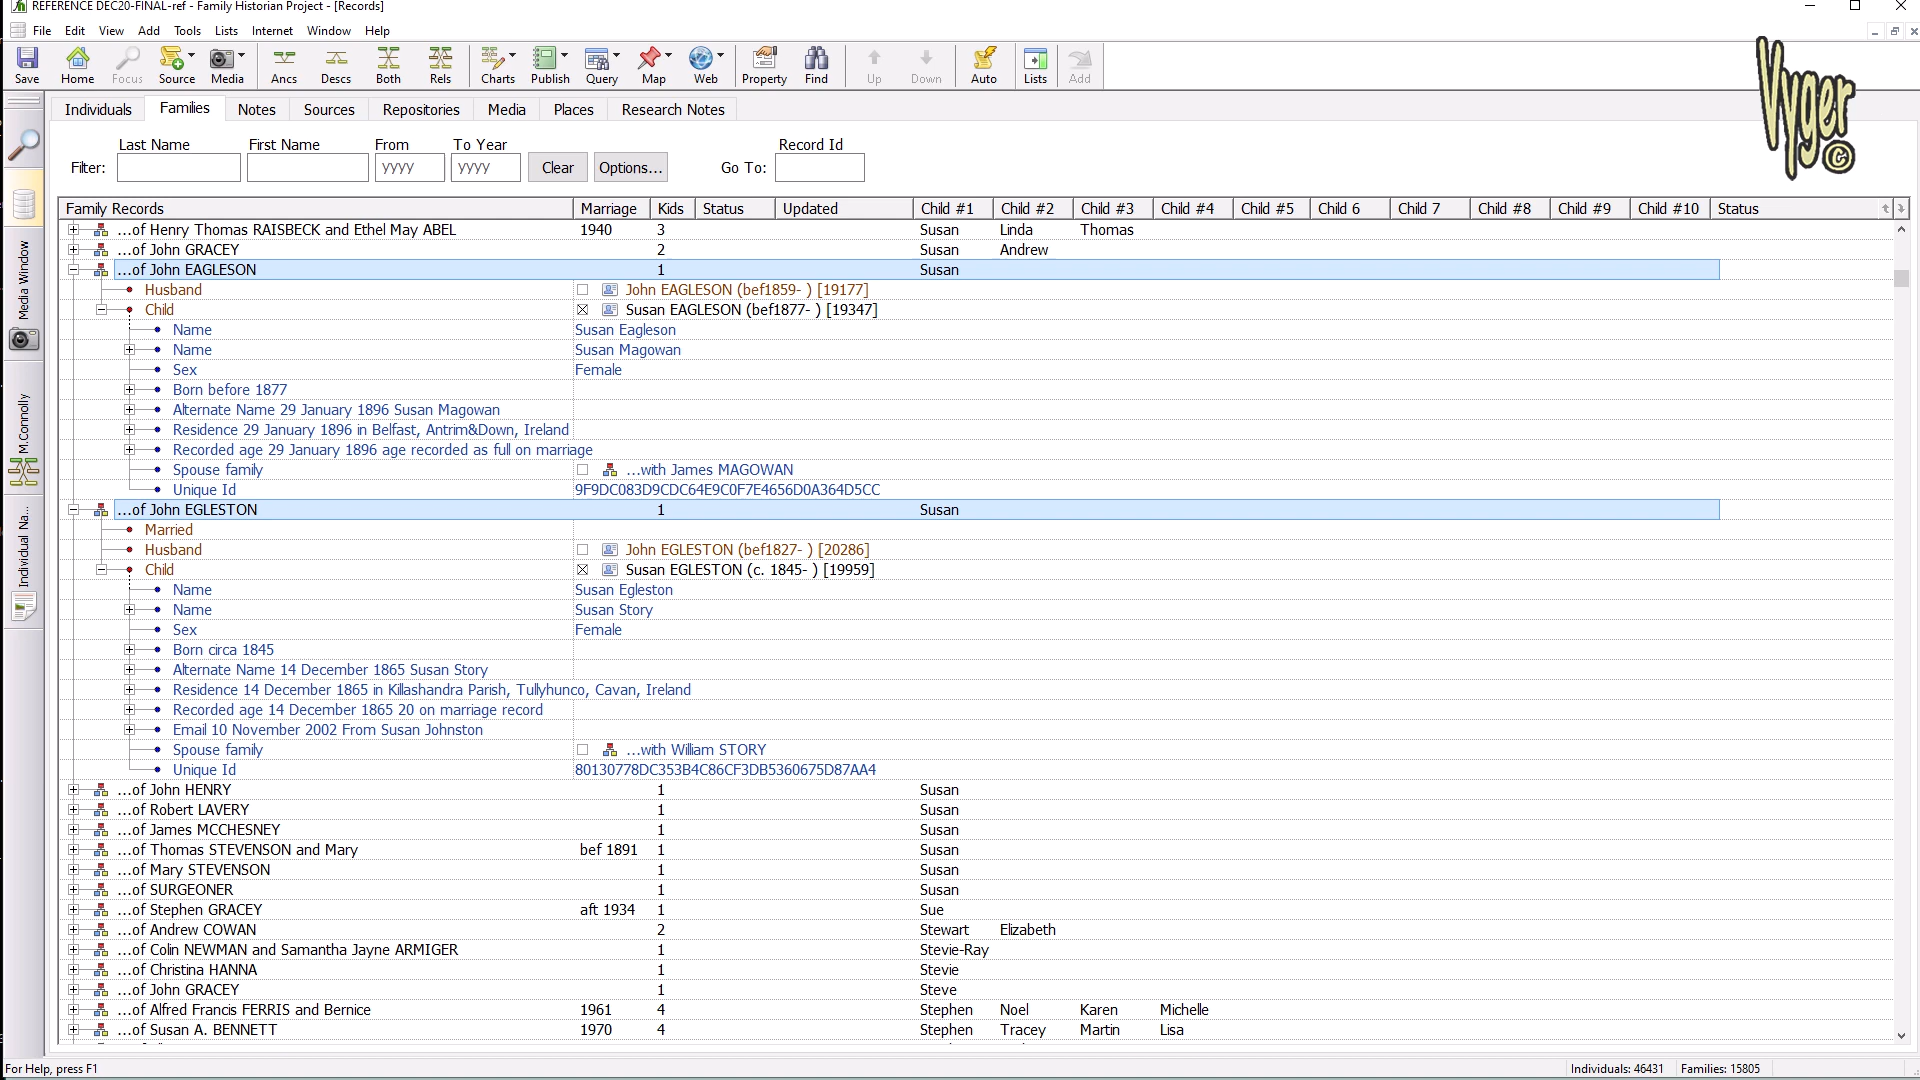 REFERENCE DEC20-FINAL-ref - Family Historian Project - [Records]
File Edit View Add Tools Lists Internet Window Help
Save Home Focus Source Media Ancs Descs Both Rels Charts Publish Query Map Web Property Find Up Down Auto Lists Add
Vyger ©
Individuals Families Notes Sources Repositories Media Places Research Notes
Last Name First Name From To Year Record Id
Filter: yyyy yyyy Clear Options... Go To:
Media Window
M.Connolly
Individual Na...
Family Records Marriage Kids Status Updated Child #1 Child #2 Child #3 Child #4 Child #5 Child 6 Child 7 Child #8 Child #9 Child #10 Status
...of Henry Thomas RAISBECK and Ethel May ABEL 1940 3 Susan Linda Thomas
...of John GRACEY 2 Susan Andrew
...of John EAGLESON 1 Susan
Husband John EAGLESON (bef1859- ) [19177]
Child Susan EAGLESON (bef1877- ) [19347]
Name Susan Eagleson
Name Susan Magowan
Sex Female
Born before 1877
Alternate Name 29 January 1896 Susan Magowan
Residence 29 January 1896 in Belfast, Antrim&Down, Ireland
Recorded age 29 January 1896 age recorded as full on marriage
Spouse family ...with James MAGOWAN
Unique Id 9F9DC083D9CDC64E9C0F7E4656D0A364D5CC
...of John EGLESTON 1 Susan
Married
Husband John EGLESTON (bef1827- ) [20286]
Child Susan EGLESTON (c. 1845- ) [19959]
Name Susan Egleston
Name Susan Story
Sex Female
Born circa 1845
Alternate Name 14 December 1865 Susan Story
Residence 14 December 1865 in Killashandra Parish, Tullyhunco, Cavan, Ireland
Recorded age 14 December 1865 20 on marriage record
Email 10 November 2002 From Susan Johnston
Spouse family ...with William STORY
Unique Id 80130778DC353B4C86CF3DB5360675D87AA4
...of John HENRY 1 Susan
...of Robert LAVERY 1 Susan
...of James MCCHESNEY 1 Susan
...of Thomas STEVENSON and Mary bef 1891 1 Susan
...of Mary STEVENSON 1 Susan
...of SURGEONER 1 Susan
...of Stephen GRACEY aft 1934 1 Sue
...of Andrew COWAN 2 Stewart Elizabeth
...of Colin NEWMAN and Samantha Jayne ARMIGER 1 Stevie-Ray
...of Christina HANNA 1 Stevie
...of John GRACEY 1 Steve
...of Alfred Francis FERRIS and Bernice 1961 4 Stephen Noel Karen Michelle
...of Susan A. BENNETT 1970 4 Stephen Tracey Martin Lisa
For Help, press F1 Individuals: 46431 Families: 15805